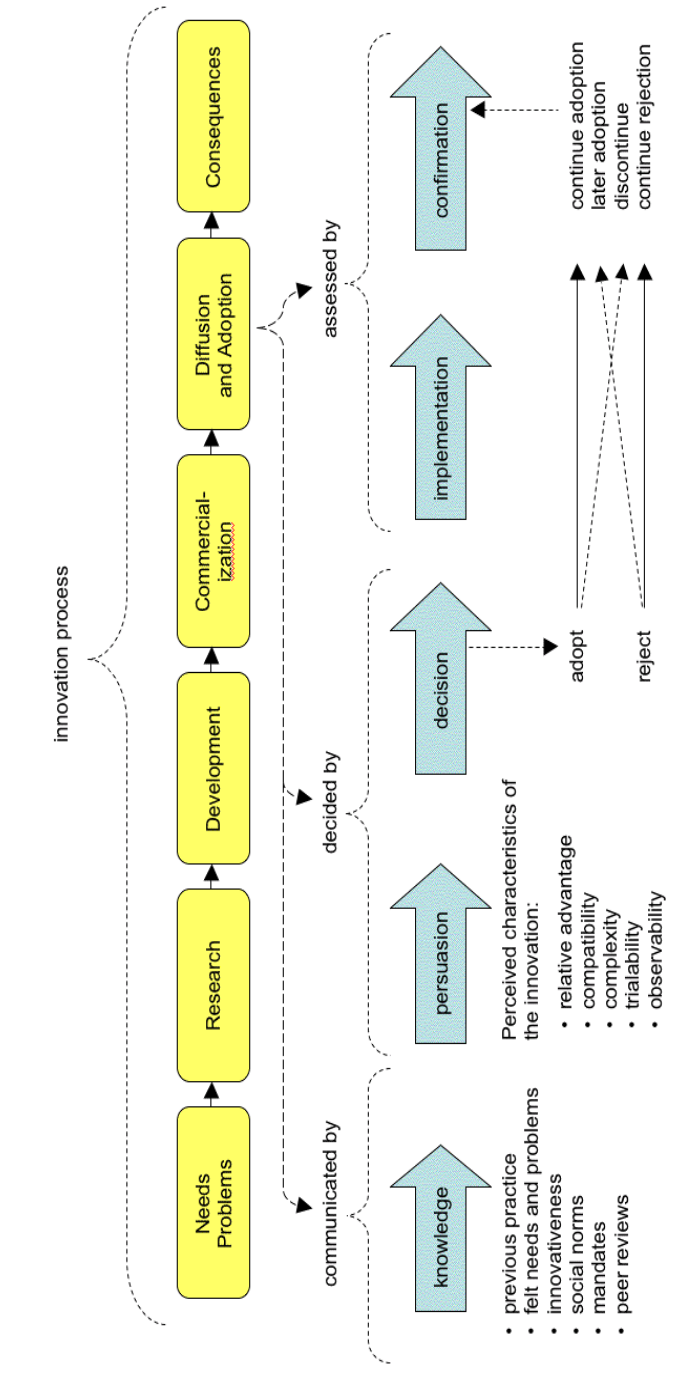 innovation process
Needs
Problems
Research
Development
Commercial-
ization
Diffusion
and Adoption
Consequences
communicated by
decided by
assessed by
knowledge
persuasion
decision
implementation
confirmation
• previous practice
• felt needs and problems
• innovativeness
• social norms
• mandates
• peer reviews
Perceived characteristics of
the innovation:
• relative advantage
• compatibility
• complexity
• trialability
• observability
adopt
reject
continue adoption
later adoption
discontinue
continue rejection